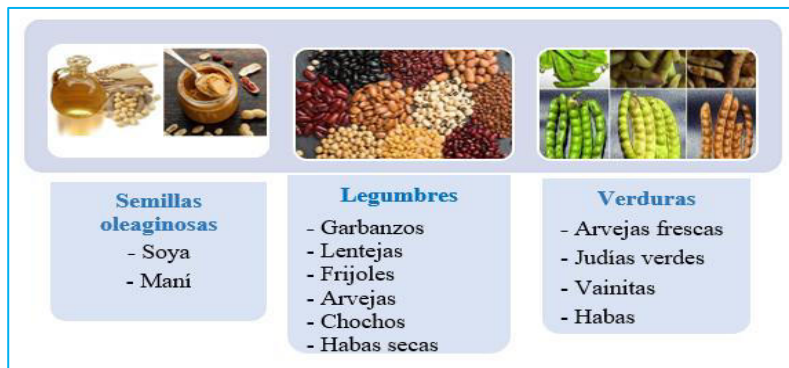 Semillas
oleaginosas
- Soya
- Maní
Legumbres
- Garbanzos
- Lentejas
- Frijoles
- Arvejas
- Chochos
- Habas secas
Verduras
- Arvejas frescas
- Judías verdes
- Vainitas
- Habas